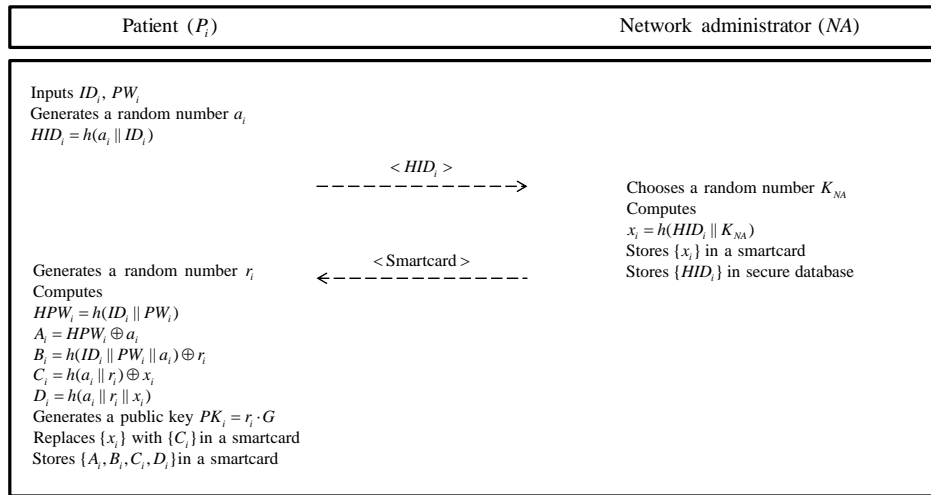 Patient (P_i)
Network administrator (NA)
Inputs ID_i, PW_i
Generates a random number a_i
HID_i = h(a_i || ID_i)
< HID_i >
Chooses a random number K_NA
Computes
x_i = h(HID_i || K_NA)
Stores {x_i} in a smartcard
Stores {HID_i} in secure database
< Smartcard >
Generates a random number r_i
Computes
HPW_i = h(ID_i || PW_i)
A_i = HPW_i ⊕ a_i
B_i = h(ID_i || PW_i || a_i) ⊕ r_i
C_i = h(a_i || r_i) ⊕ x_i
D_i = h(a_i || r_i || x_i)
Generates a public key PK_i = r_i · G
Replaces {x_i} with {C_i} in a smartcard
Stores {A_i, B_i, C_i, D_i} in a smartcard